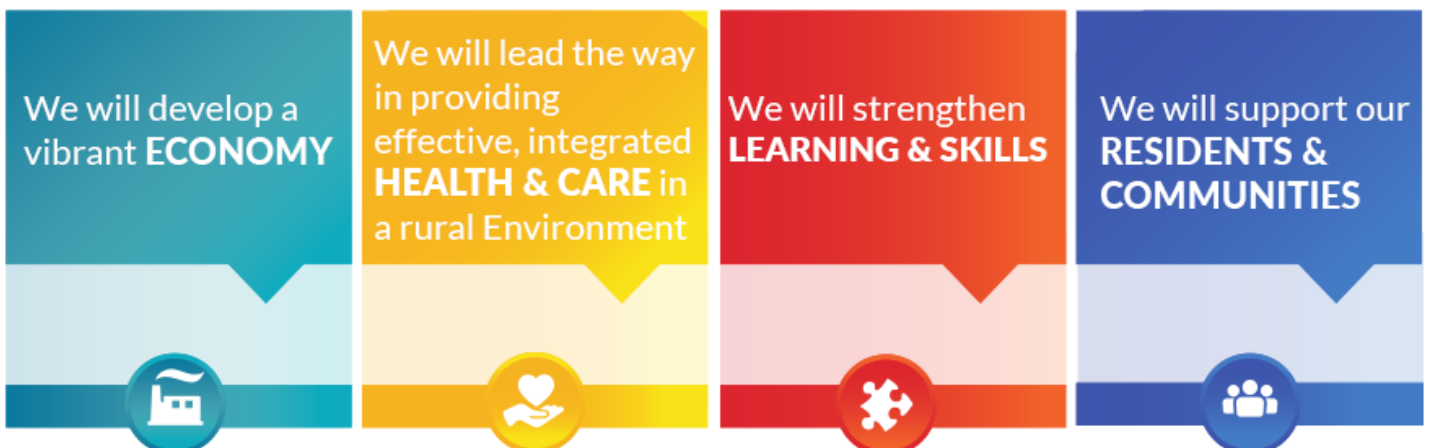 We will develop a
vibrant ECONOMY
We will lead the way
in providing
effective, integrated
HEALTH & CARE in
a rural Environment
We will strengthen
LEARNING & SKILLS
We will support our
RESIDENTS &
COMMUNITIES